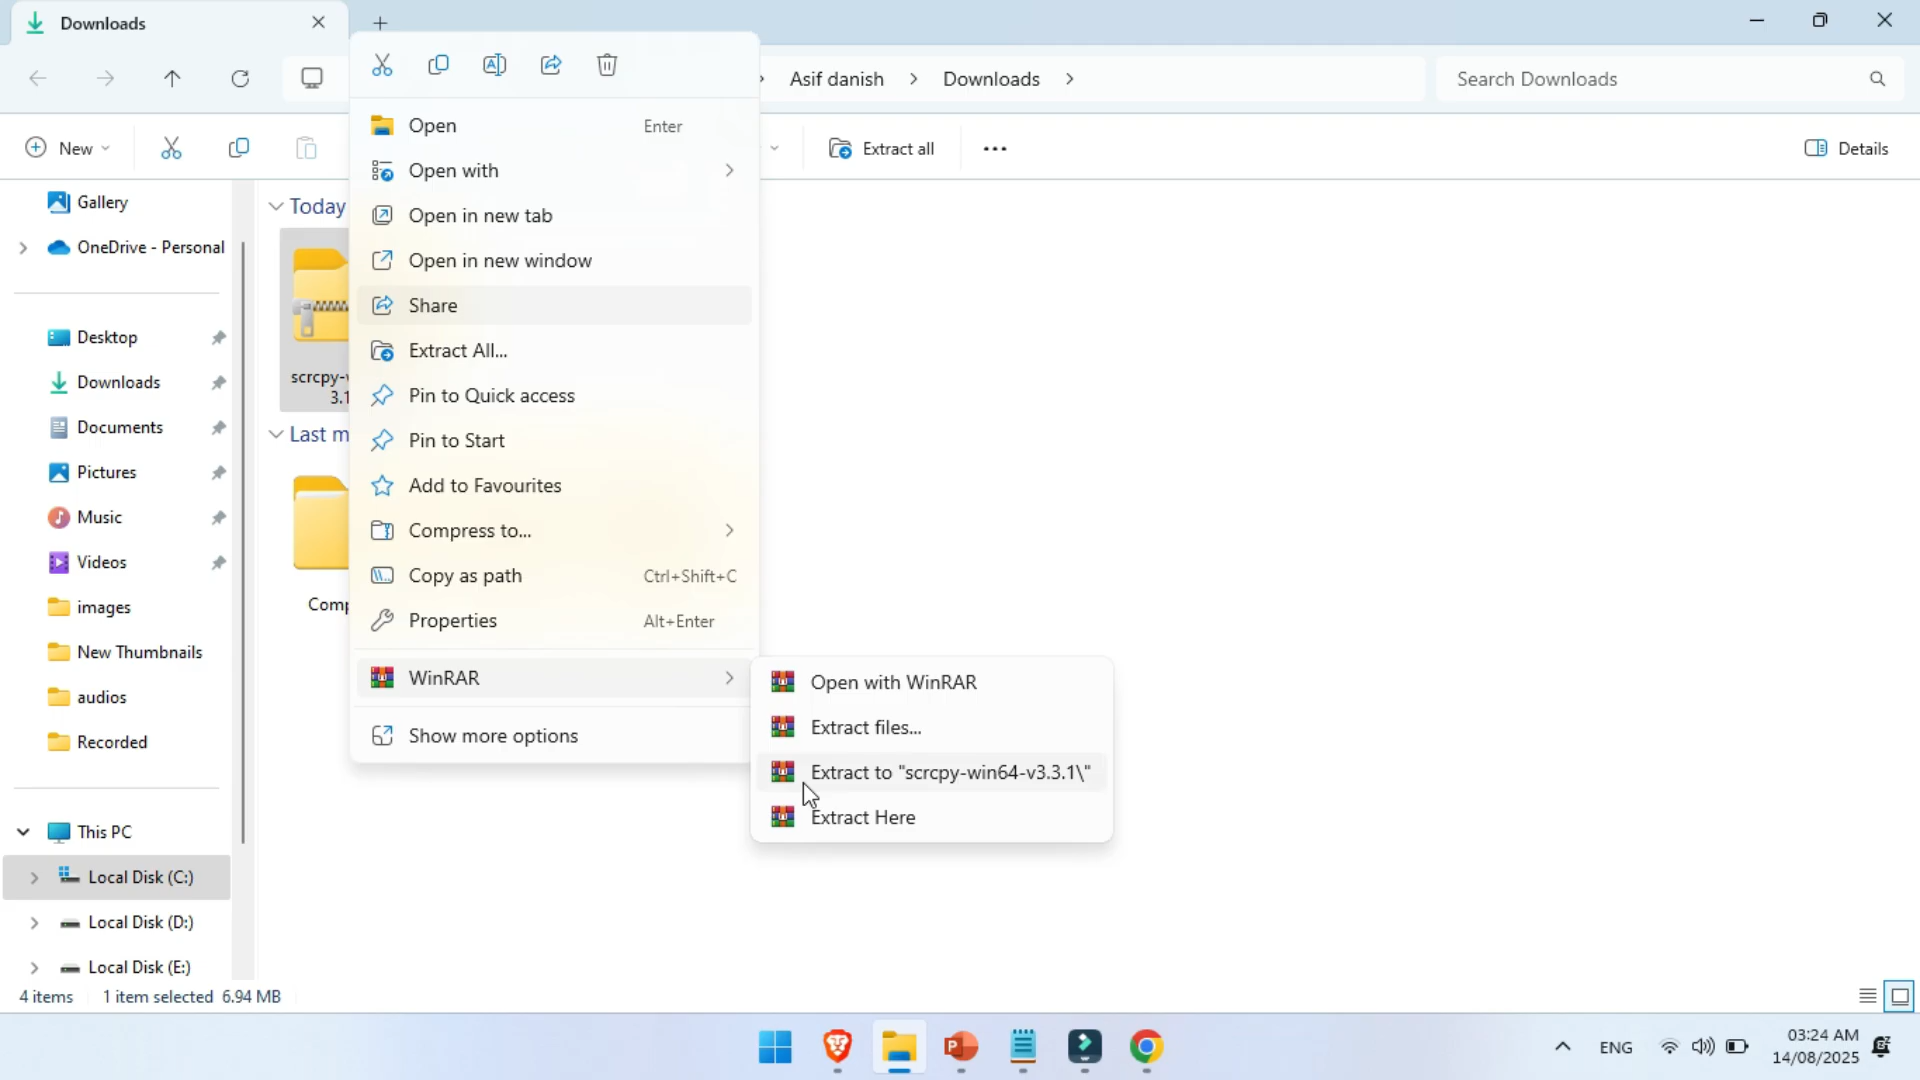 Downloads
Asif danish
Downloads
Search Downloads
New
Extract all
Details
Gallery
OneDrive - Personal
Desktop
Downloads
Documents
Pictures
Music
Videos
images
New Thumbnails
audios
Recorded
This PC
Local Disk (C:)
Local Disk (D:)
Local Disk (E:)
Today
scrcpy-
3.1
Last m
Comp
Open Enter
Open with
Open in new tab
Open in new window
Share
Extract All...
Pin to Quick access
Pin to Start
Add to Favourites
Compress to...
Copy as path Ctrl+Shift+C
Properties Alt+Enter
WinRAR
Show more options
Open with WinRAR
Extract files...
Extract to "scrcpy-win64-v3.3.1\"
Extract Here
4 items 1 item selected 6.94 MB
ENG
03:24 AM
14/08/2025